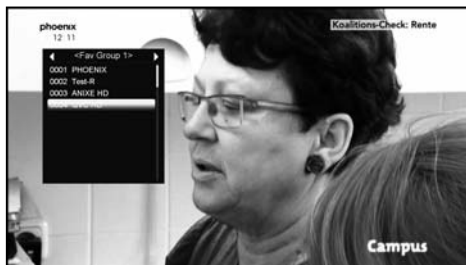 phoenix
12 11
Koalitions-Check: Rente
<Fav Group 1>
0001 PHOENIX
0002 Test-R
0003 ANIXE HD
Campus